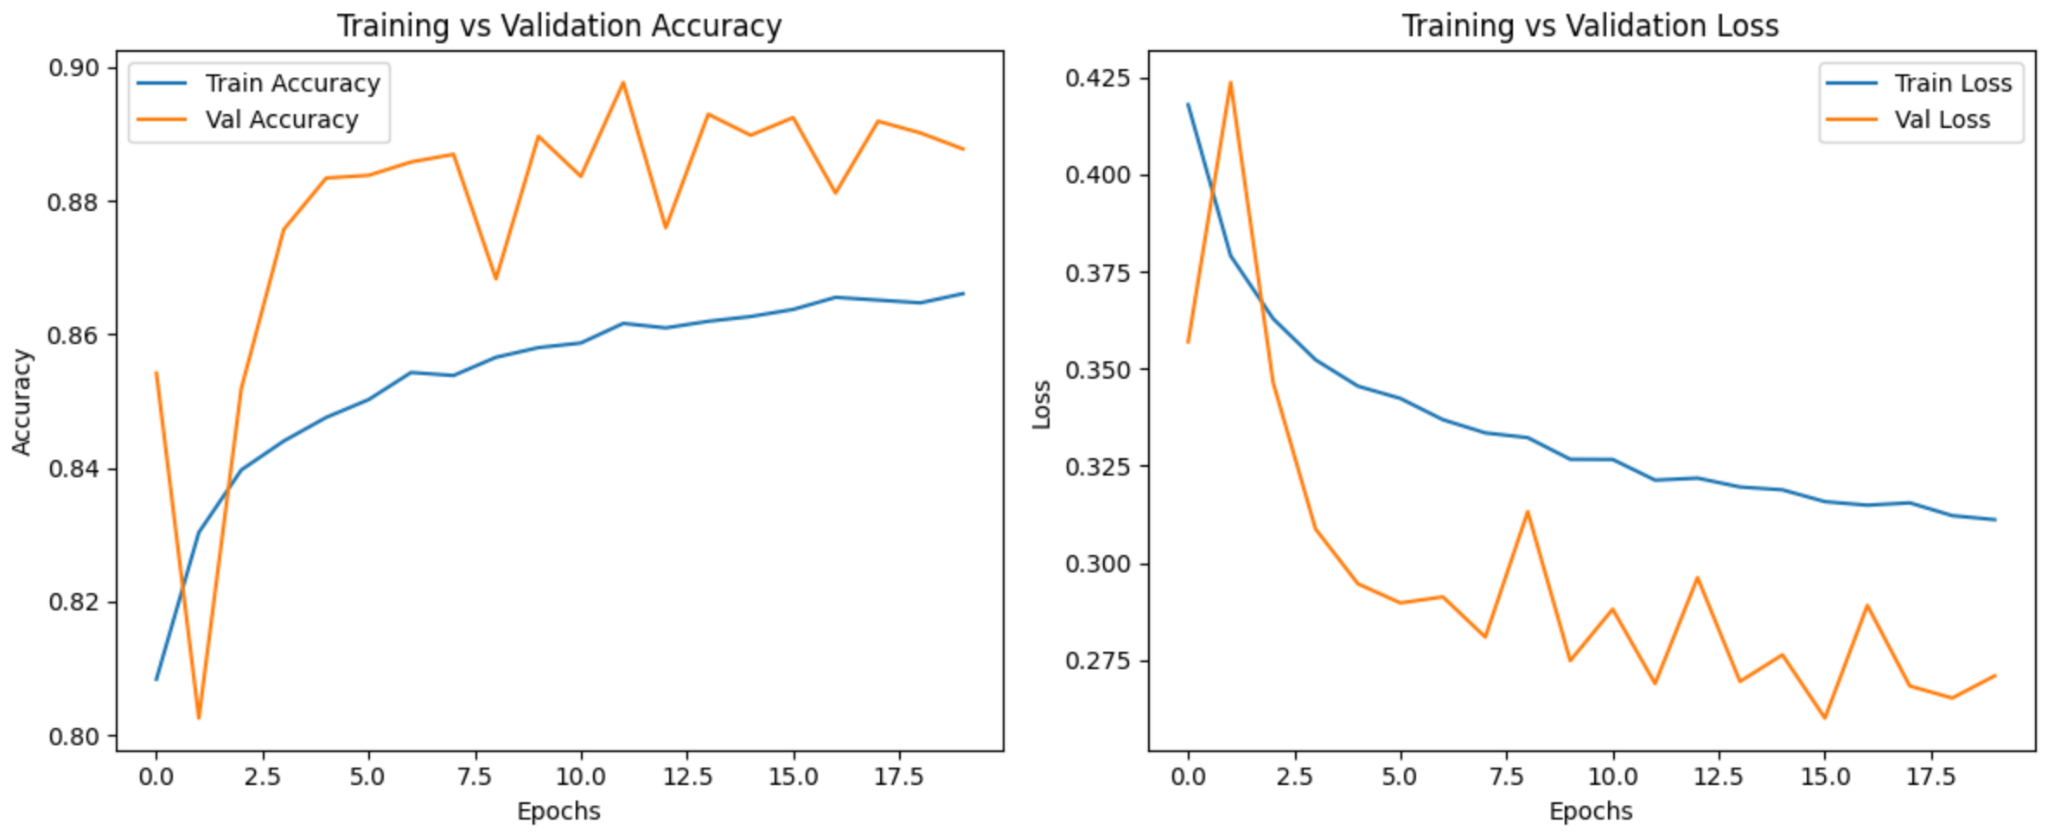 Training vs Validation Accuracy
Train Accuracy
Val Accuracy
0.90
0.88
0.86
0.84
0.82
0.80
Accuracy
0.0 2.5 5.0 7.5 10.0 12.5 15.0 17.5
Epochs
Training vs Validation Loss
Train Loss
Val Loss
0.425
0.400
0.375
0.350
0.325
0.300
0.275
Loss
0.0 2.5 5.0 7.5 10.0 12.5 15.0 17.5
Epochs